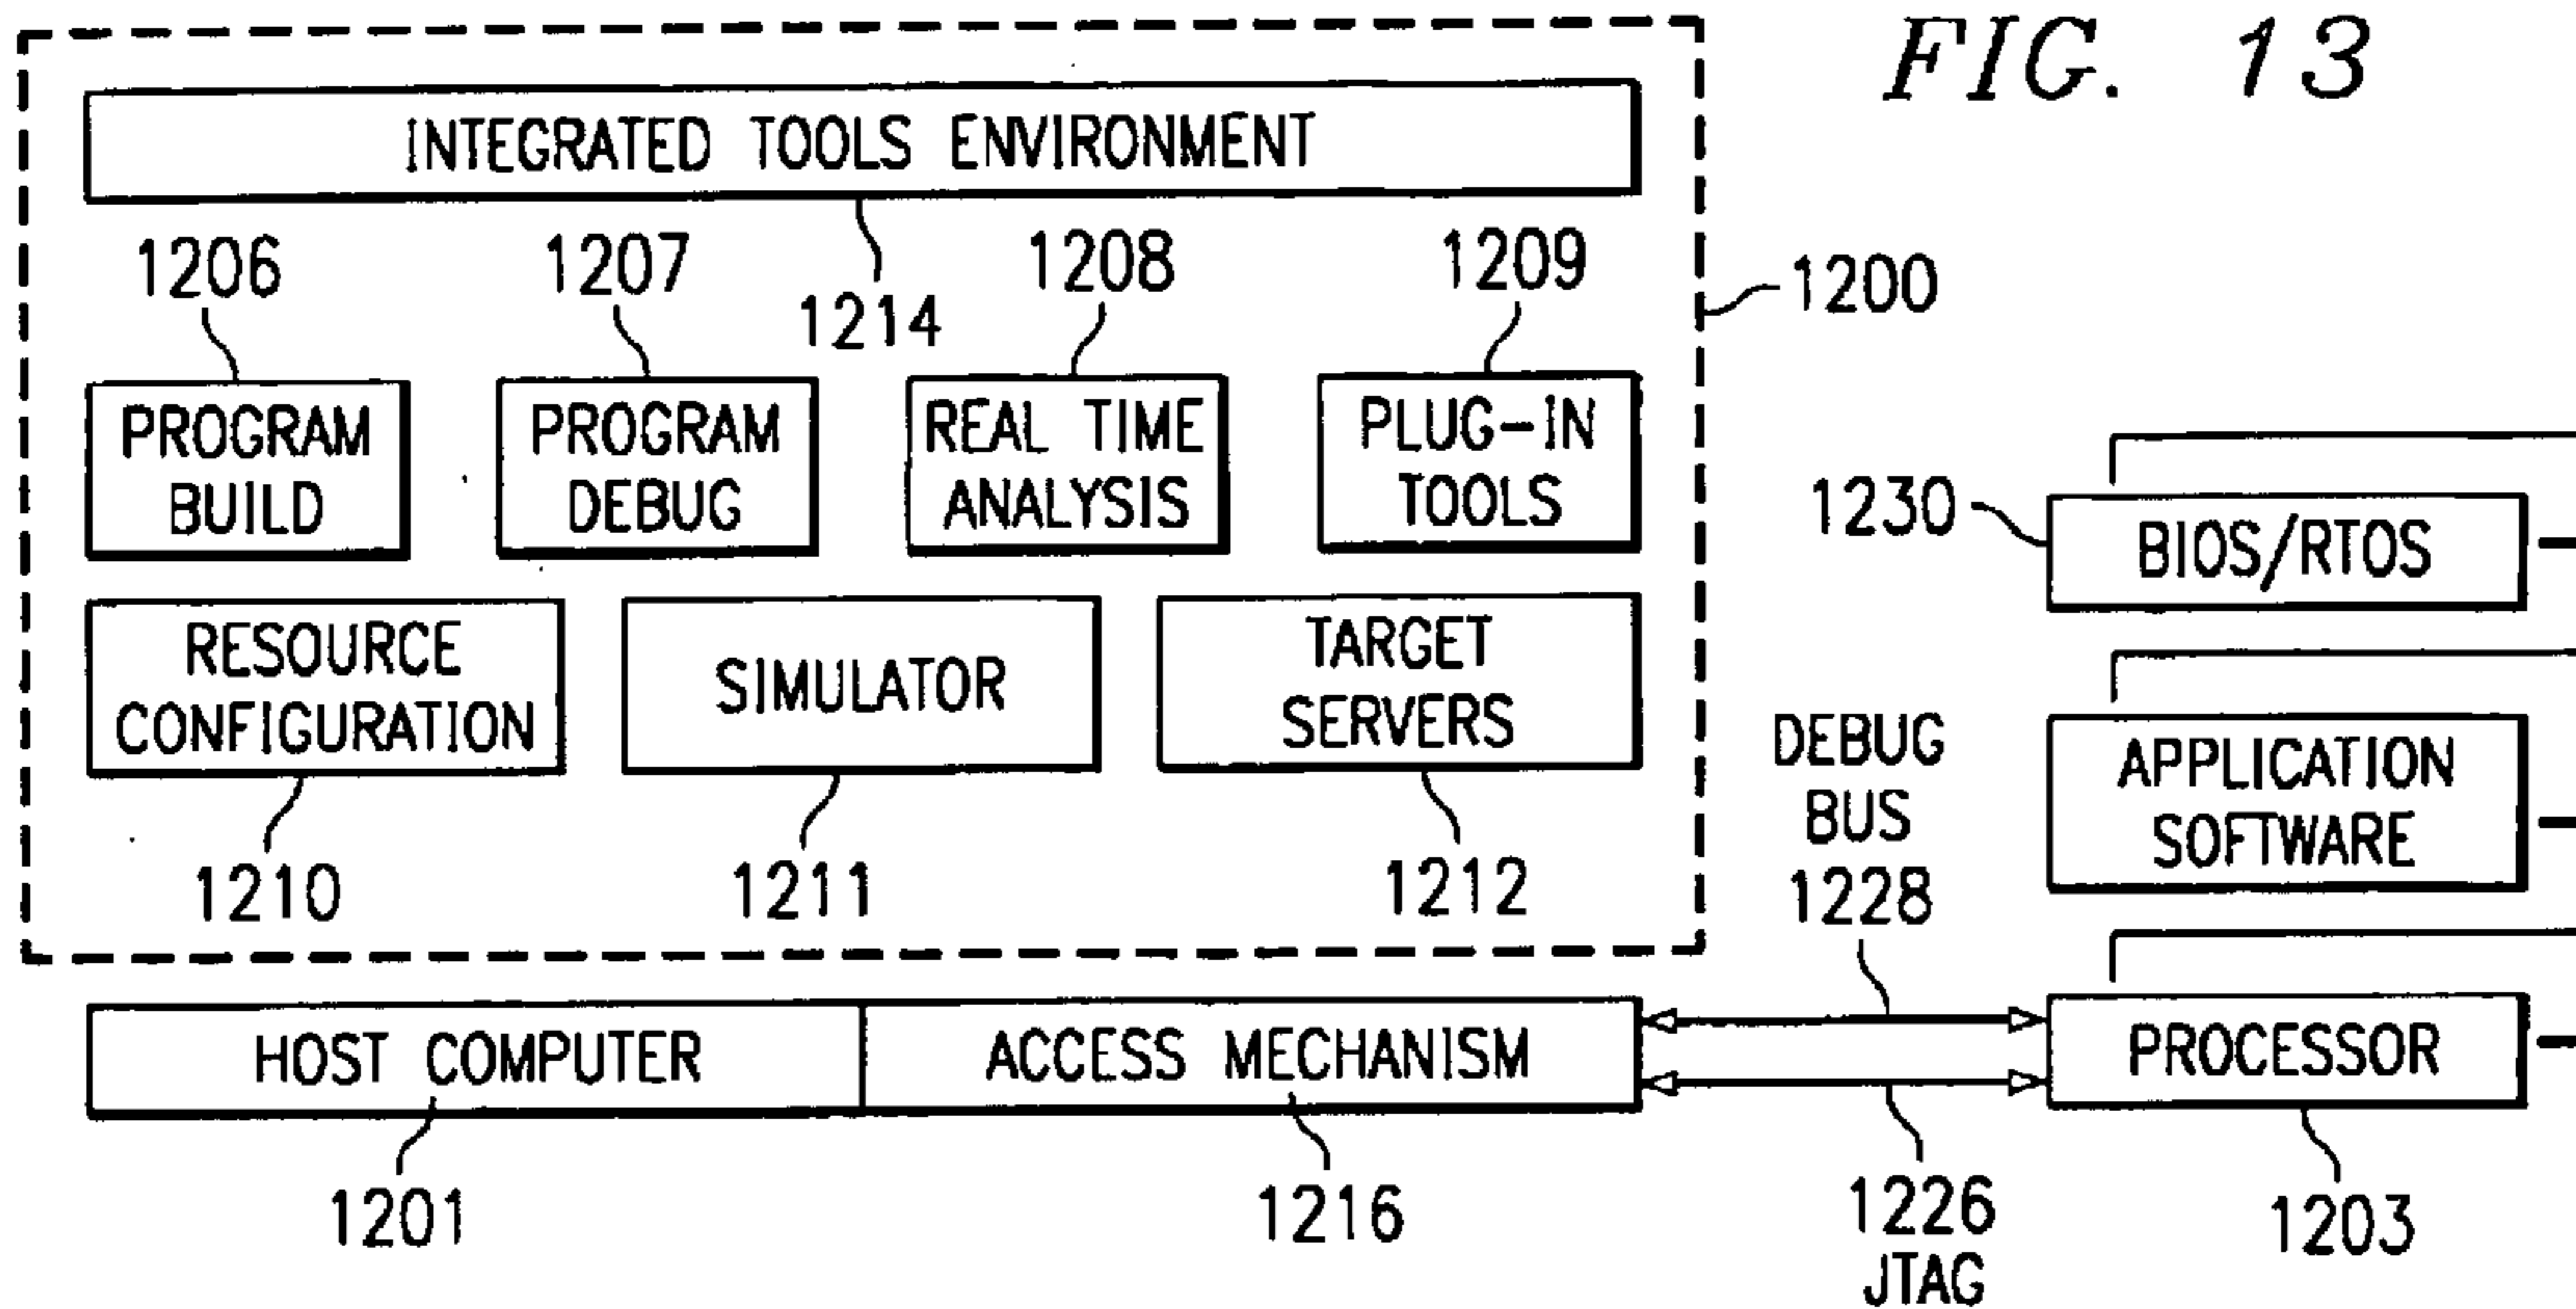 FIG. 13
INTEGRATED TOOLS ENVIRONMENT
1214
1206
1207
1208
1209
1200
PROGRAM
BUILD
PROGRAM
DEBUG
REAL TIME
ANALYSIS
PLUG-IN
TOOLS
RESOURCE
CONFIGURATION
SIMULATOR
TARGET
SERVERS
1210
1211
1212
1230
BIOS/RTOS
APPLICATION
SOFTWARE
DEBUG
BUS
1228
HOST COMPUTER
ACCESS MECHANISM
PROCESSOR
1201
1216
1226
JTAG
1203